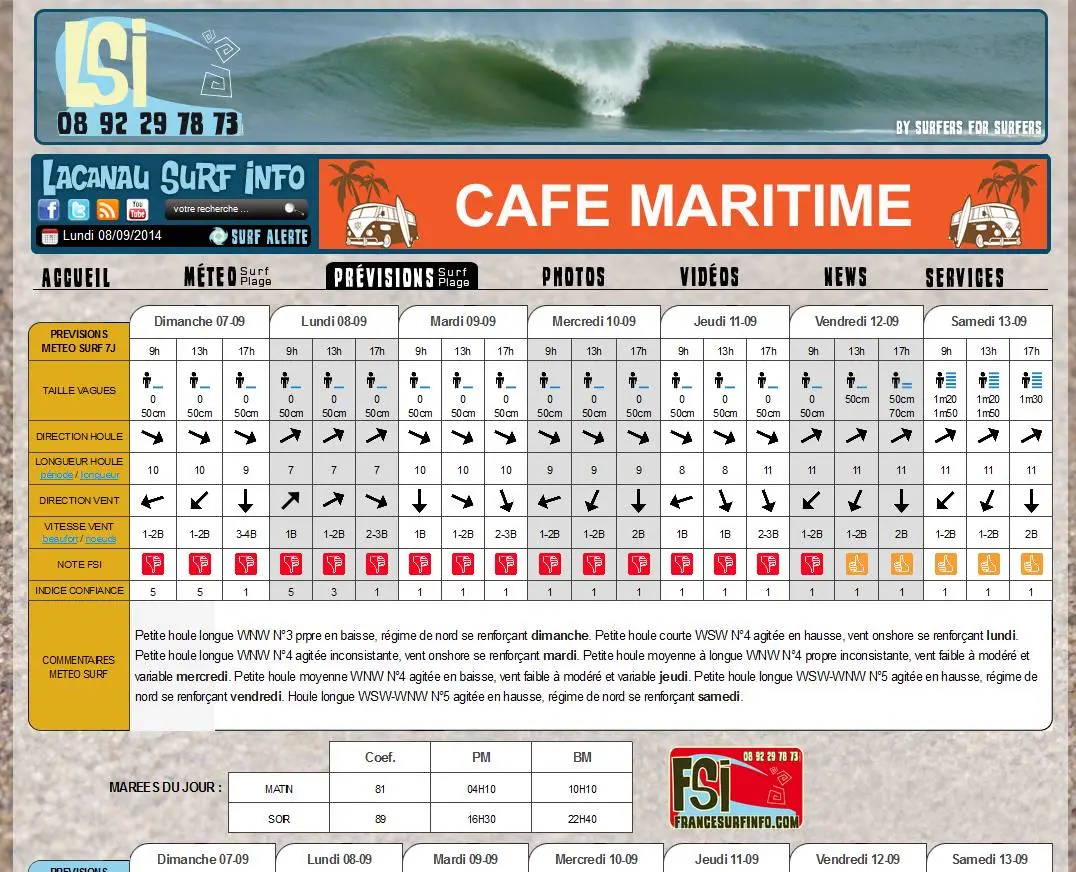 LSi
08 92 29 78 73
BY SURFERS FOR SURFERS
LACANAU SURF INFO
CAFE MARITIME
You Tube
votre recherche ...
Lundi 08/09/2014
SURF ALERTE
ACCUEIL MÉTEO Surf Plage PRÉVISIONS Surf Plage PHOTOS VIDÉOS NEWS SERVICES
PREVISIONS METEO SURF 7J
Dimanche 07-09 Lundi 08-09 Mardi 09-09 Mercredi 10-09 Jeudi 11-09 Vendredi 12-09 Samedi 13-09
9h 13h 17h 9h 13h 17h 9h 13h 17h 9h 13h 17h 9h 13h 17h 9h 13h 17h 9h 13h 17h
TAILLE VAGUES
0 0 0 0 0 0 0 0 0 0 0 0 0 0 0 0 50cm 50cm 1m20 1m20 1m30
50cm 50cm 50cm 50cm 50cm 50cm 50cm 50cm 50cm 50cm 50cm 50cm 50cm 50cm 50cm 50cm 70cm 1m50 1m50
DIRECTION HOULE
LONGUEUR HOULE
période / longueur
10 10 9 7 7 7 10 10 10 9 9 9 8 8 11 11 11 11 11 11 11
DIRECTION VENT
VITESSE VENT
beaufort / noeuds
1-2B 1-2B 3-4B 1B 1-2B 2-3B 1B 1-2B 2-3B 1-2B 1-2B 2B 1B 1B 2-3B 1-2B 1-2B 2B 1-2B 1-2B 2B
NOTE FSI
INDICE CONFIANCE 5 5 1 5 3 1 1 1 1 1 1 1 1 1 1 1 1 1 1 1 1
COMMENTAIRES METEO SURF
Petite houle longue WNW N°3 prpre en baisse, régime de nord se renforçant dimanche. Petite houle courte WSW N°4 agitée en hausse, vent onshore se renforçant lundi.
Petite houle longue WNW N°4 agitée inconsistante, vent onshore se renforçant mardi. Petite houle moyenne à longue WNW N°4 propre inconsistante, vent faible à modéré et
variable mercredi. Petite houle moyenne WNW N°4 agitée en baisse, vent faible à modéré et variable jeudi. Petite houle longue WSW-WNW N°5 agitée en hausse, régime de
nord se renforçant vendredi. Houle longue WSW-WNW N°5 agitée en hausse, régime de nord se renforçant samedi.
MAREES DU JOUR :
Coef. PM BM
MATIN 81 04H10 10H10
SOIR 89 16H30 22H40
08 92 29 78 73
FSi
FRANCESURFINFO.COM
PREVISIONS
Dimanche 07-09 Lundi 08-09 Mardi 09-09 Mercredi 10-09 Jeudi 11-09 Vendredi 12-09 Samedi 13-09